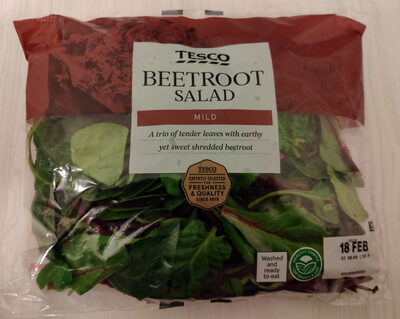 TESCO
BEETROOT
SALAD
MILD
A trio of tender leaves with earthy
yet sweet shredded beetroot
TESCO
EXPERTLY SELECTED
FOR
FRESHNESS
& QUALITY
SINCE 1919
Washed
and
ready
to eat
18 FEB